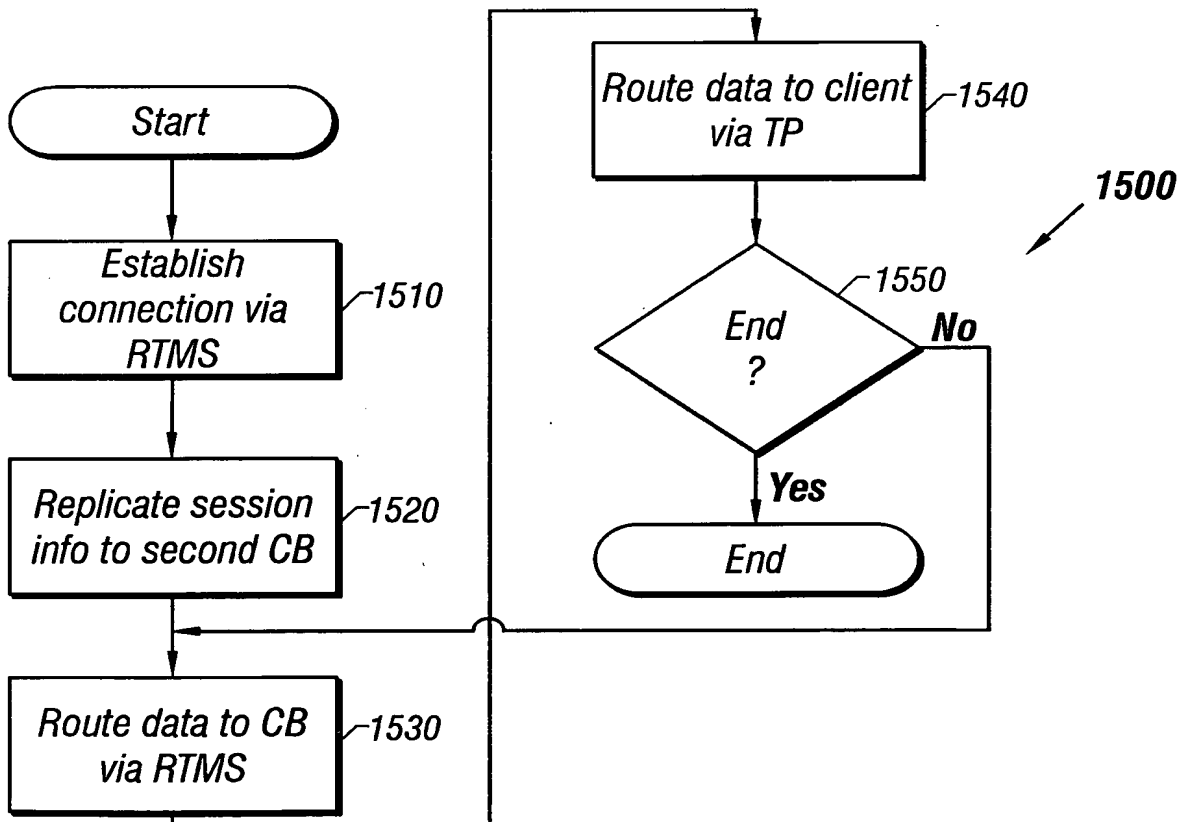 Start
Establish
connection via
RTMS
1510
Replicate session
info to second CB
1520
Route data to CB
via RTMS
1530
Route data to client
via TP
1540
1500
End
?
1550
No
Yes
End